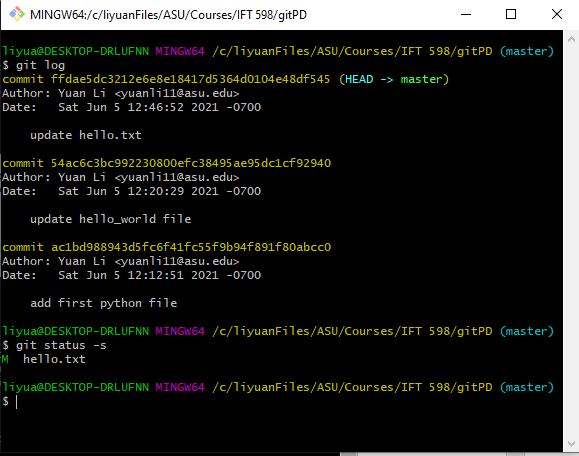 MINGW64:/c/liyuanFiles/ASU/Courses/IFT 598/gitPD
liyua@DESKTOP-DRLUFNN MINGW64 /c/liyuanFiles/ASU/Courses/IFT 598/gitPD (master)
$ git log
commit ffdae5dc3212e6e8e18417d5364d0104e48df545 (HEAD -> master)
Author: Yuan Li <yuanli11@asu.edu>
Date:   Sat Jun 5 12:46:52 2021 -0700
    update hello.txt
commit 54ac6c3bc992230800efc38495ae95dc1cf92940
Author: Yuan Li <yuanli11@asu.edu>
Date:   Sat Jun 5 12:20:29 2021 -0700
    update hello_world file
commit ac1bd988943d5fc6f41fc55f9b94f891f80abcc0
Author: Yuan Li <yuanli11@asu.edu>
Date:   Sat Jun 5 12:12:51 2021 -0700
    add first python file
liyua@DESKTOP-DRLUFNN MINGW64 /c/liyuanFiles/ASU/Courses/IFT 598/gitPD (master)
$ git status -s
M  hello.txt
liyua@DESKTOP-DRLUFNN MINGW64 /c/liyuanFiles/ASU/Courses/IFT 598/gitPD (master)
$